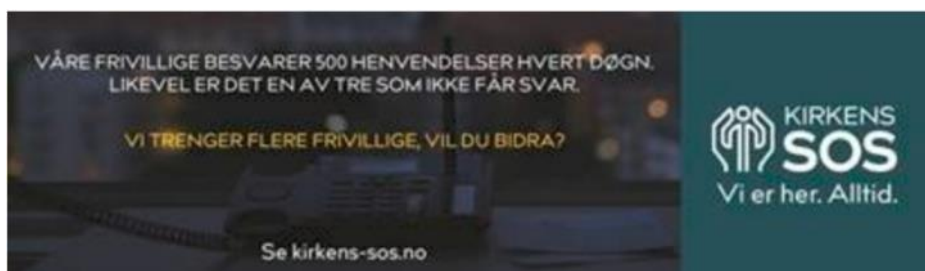 VÅRE FRIVILLIGE BESVARER 500 HENVENDELSER HVERT DØGN.
LIKEVEL ER DET EN AV TRE SOM IKKE FÅR SVAR.
VI TRENGER FLERE FRIVILLIGE, VIL DU BIDRA?
Se kirkens-sos.no
KIRKENS
SOS
Vi er her. Alltid.